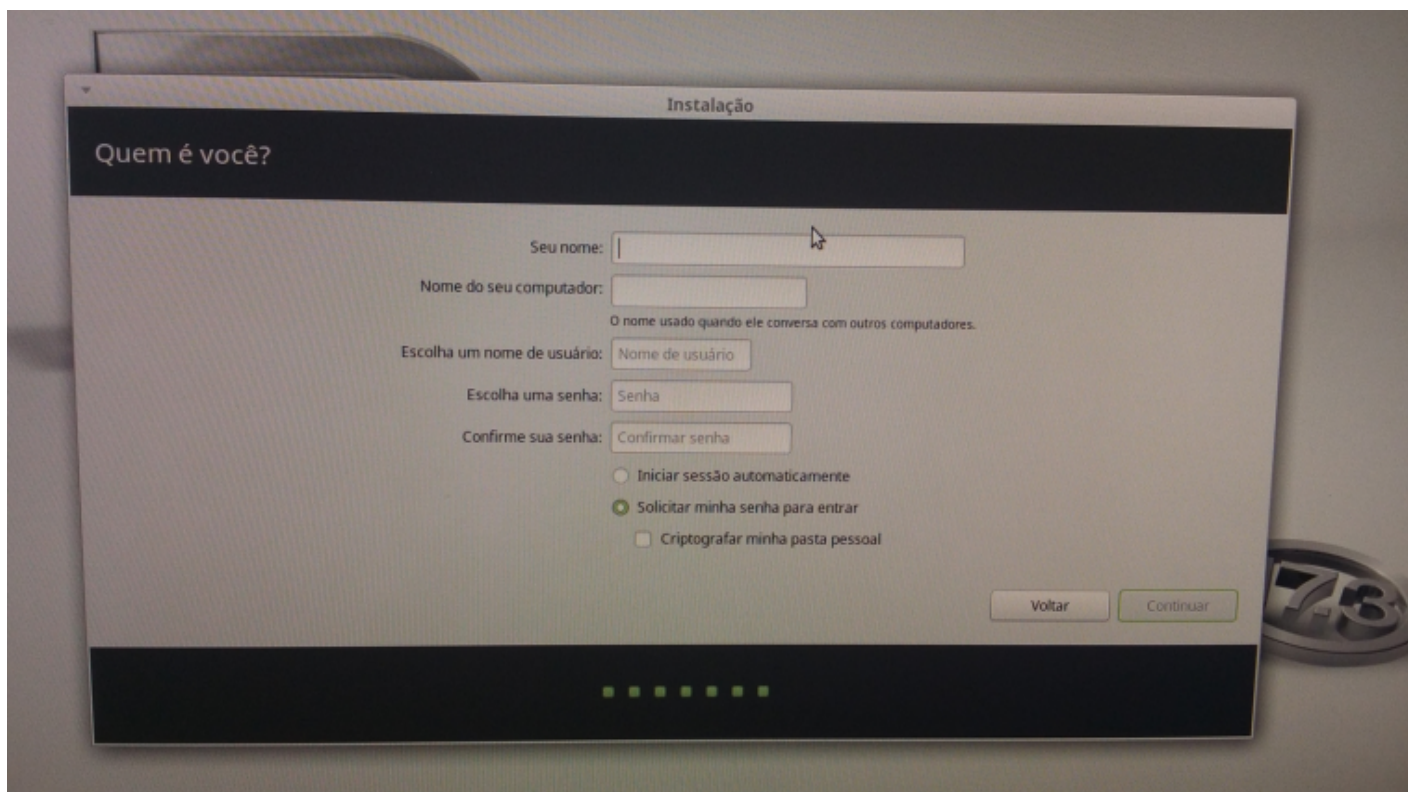 Instalação
Quem é você?
Seu nome:
Nome do seu computador:
O nome usado quando ele conversa com outros computadores.
Escolha um nome de usuário: Nome de usuário
Escolha uma senha: Senha
Confirme sua senha: Confirmar senha
Iniciar sessão automaticamente
Solicitar minha senha para entrar
Criptografar minha pasta pessoal
Voltar Continuar
17.3